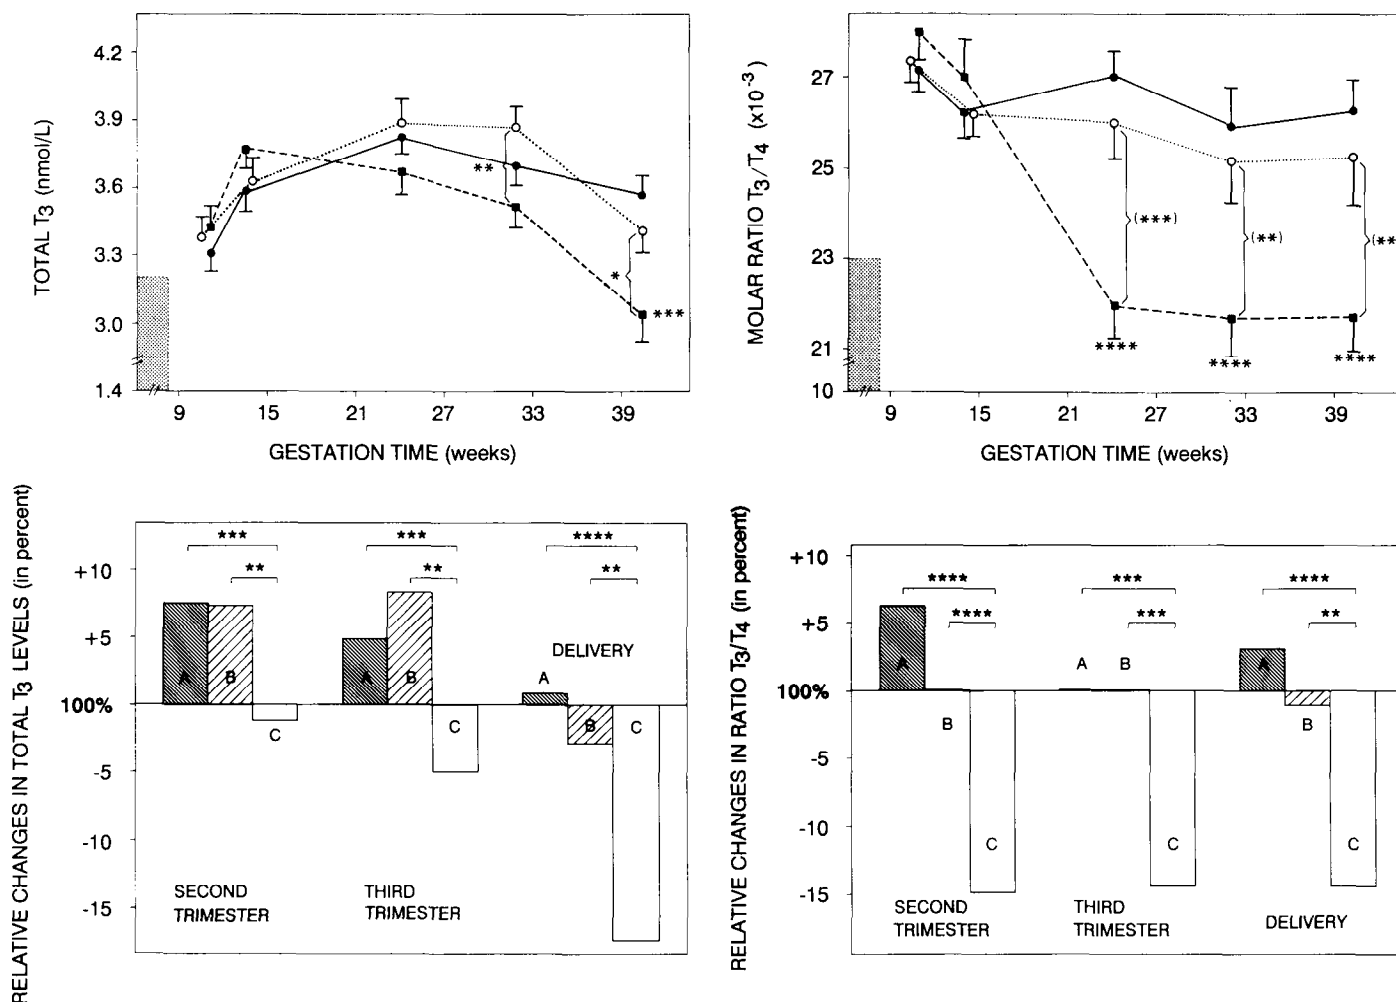 TOTAL T3 (nmol/L)
4.2
3.9
3.6
3.3
3.0
1.4
**
*
***
9 15 21 27 33 39
GESTATION TIME (weeks)
MOLAR RATIO T3/T4 (x10-3)
27
25
23
21
10
(***)
(**)
(**
****
****
****
9 15 21 27 33 39
GESTATION TIME (weeks)
RELATIVE CHANGES IN TOTAL T3 LEVELS (in percent)
+10
+5
100%
-5
-10
-15
*** *** ****
** ** **
DELIVERY
A B C
A B C
A B C
SECOND TRIMESTER
THIRD TRIMESTER
RELATIVE CHANGES IN RATIO T3/T4 (in percent)
+10
+5
100%
-5
-10
-15
**** *** ****
**** *** **
A B C
A B C
A B C
SECOND TRIMESTER
THIRD TRIMESTER
DELIVERY